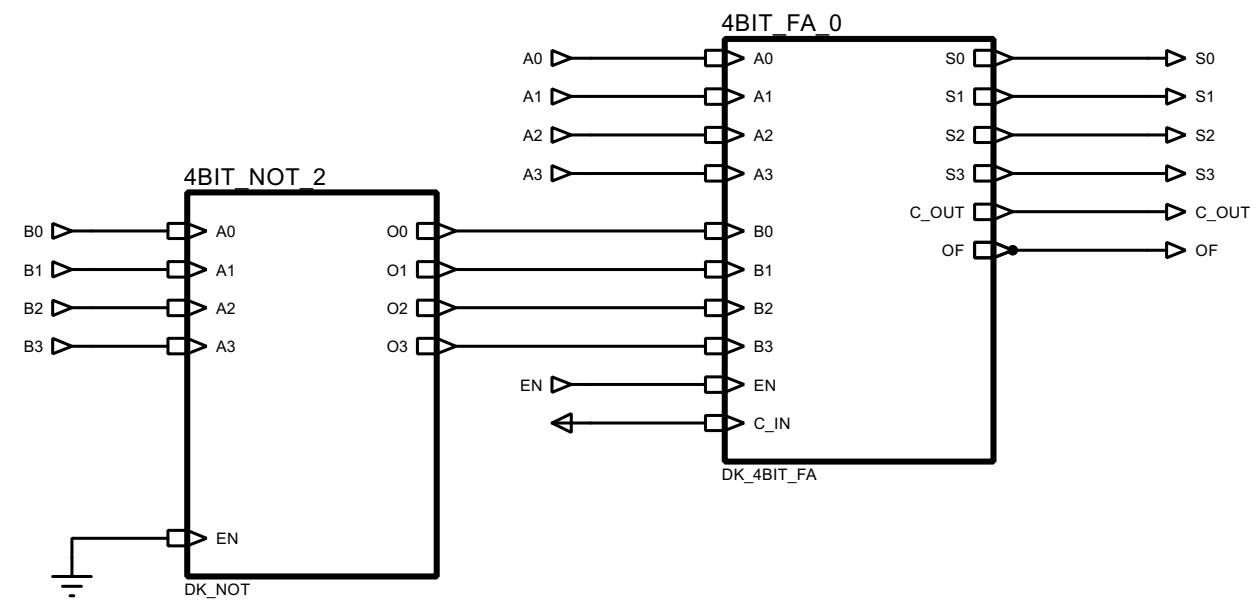 4BIT_FA_0
A0 A0 S0 S0
A1 A1 S1 S1
A2 A2 S2 S2
A3 A3 S3 S3
4BIT_NOT_2
C_OUT C_OUT
B0 A0 O0 B0
OF OF
B1 A1 O1 B1
B2 A2 O2 B2
B3 A3 O3 B3
EN EN
C_IN
DK_4BIT_FA
EN
DK_NOT